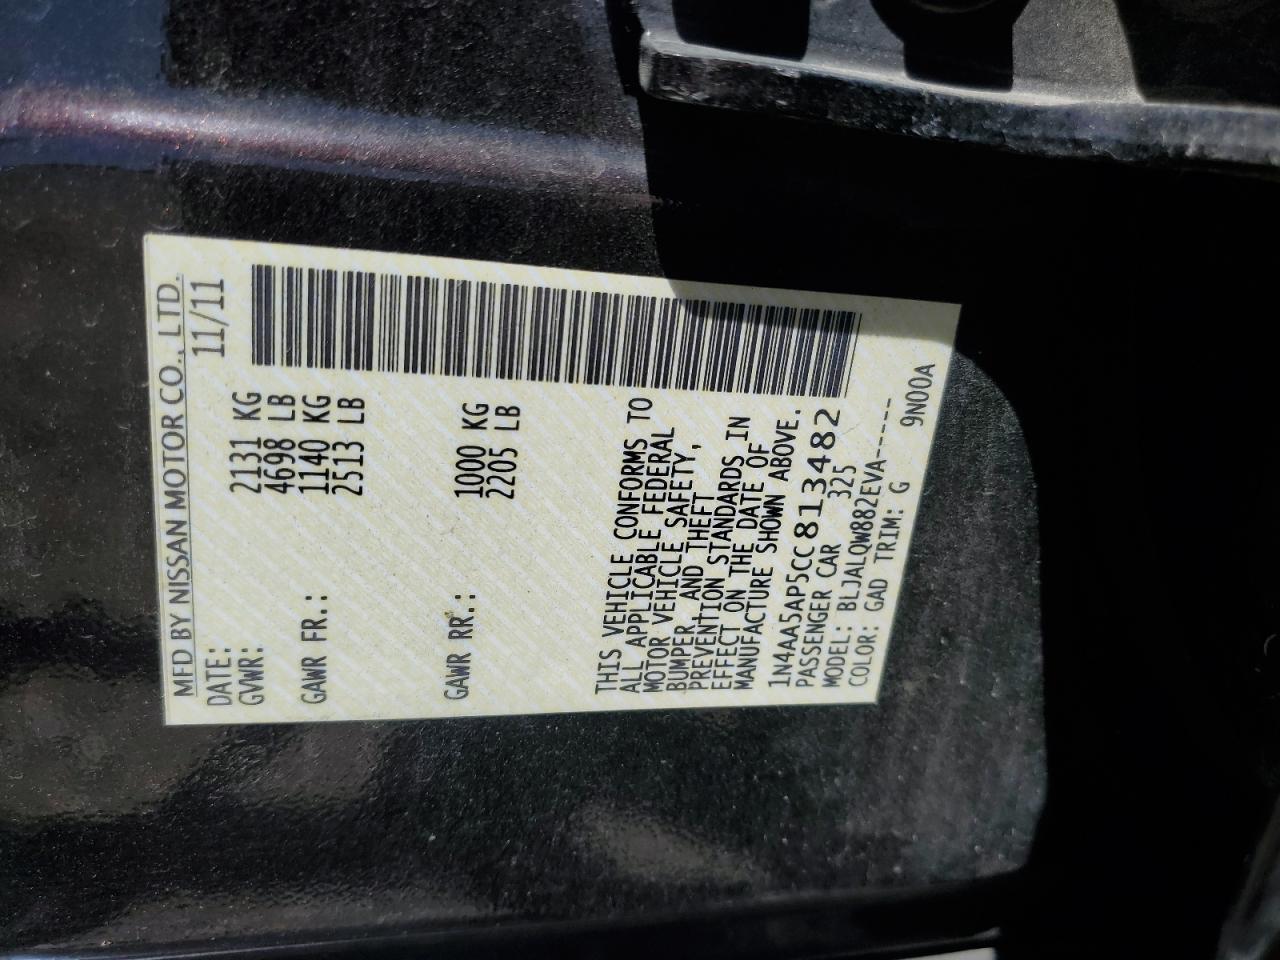 MFD BY NISSAN MOTOR CO., LTD.
DATE: 11/11
GVWR: 2131 KG
4698 LB
GAWR FR.: 1140 KG
2513 LB
GAWR RR.: 1000 KG
2205 LB
THIS VEHICLE CONFORMS TO
ALL APPLICABLE FEDERAL
MOTOR VEHICLE SAFETY,
BUMPER, AND THEFT
PREVENTION STANDARDS IN
EFFECT ON THE DATE OF
MANUFACTURE SHOWN ABOVE.
1N4AA5AP5CC813482
PASSENGER CAR 325
MODEL: BLJALQW882EVA-----
COLOR: GAD TRIM: G 9N00A